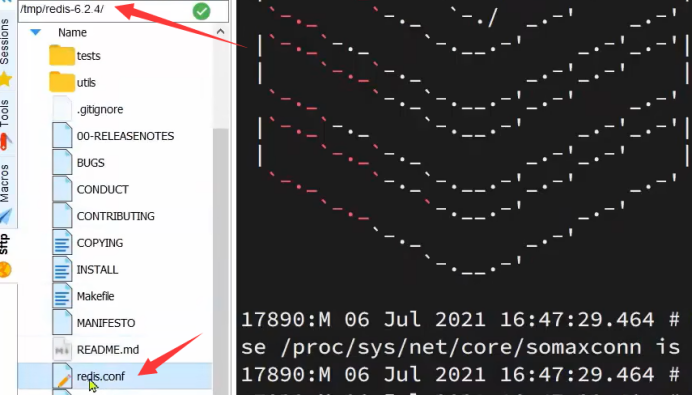 /tmp/redis-6.2.4/
Sessions
Tools
Macros
Sftp
Name
tests
utils
.gitignore
00-RELEASENOTES
BUGS
CONDUCT
CONTRIBUTING
COPYING
INSTALL
Makefile
MANIFESTO
README.md
redis.conf
17890:M 06 Jul 2021 16:47:29.464 #
se /proc/sys/net/core/somaxconn is
17890:M 06 Jul 2021 16:47:29.464 #